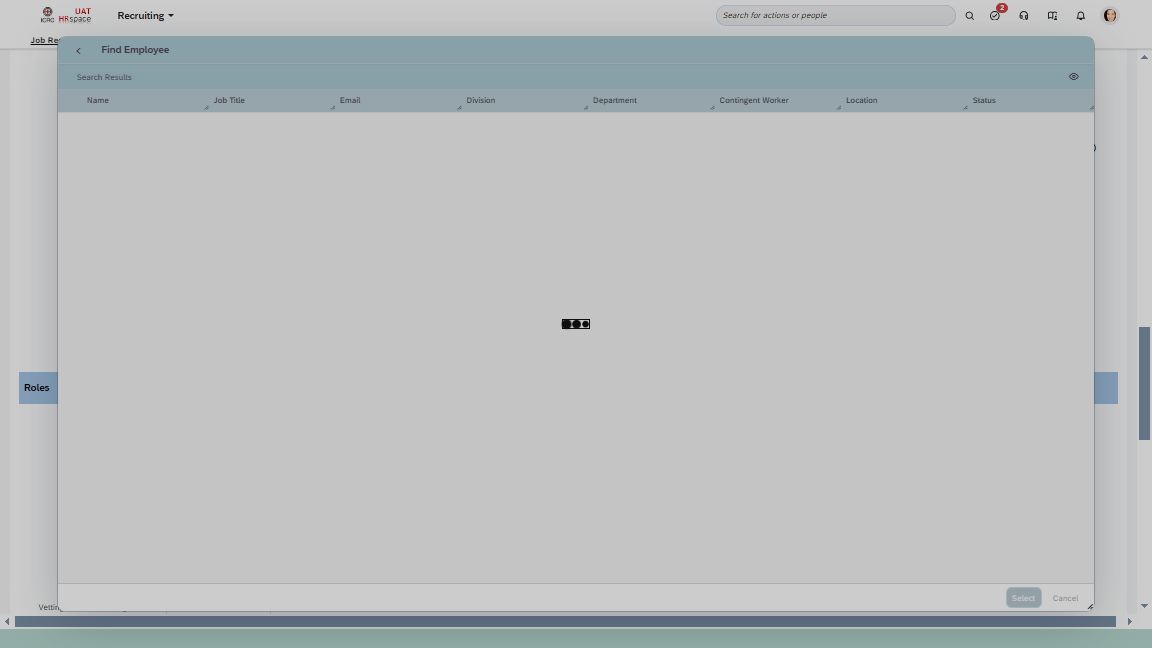 ICRC
UAT
HRspace
Recruiting
Search for actions or people
2
Job Re
Find Employee
Search Results
Name
Job Title
Email
Division
Department
Contingent Worker
Location
Status
Roles
Select
Cancel